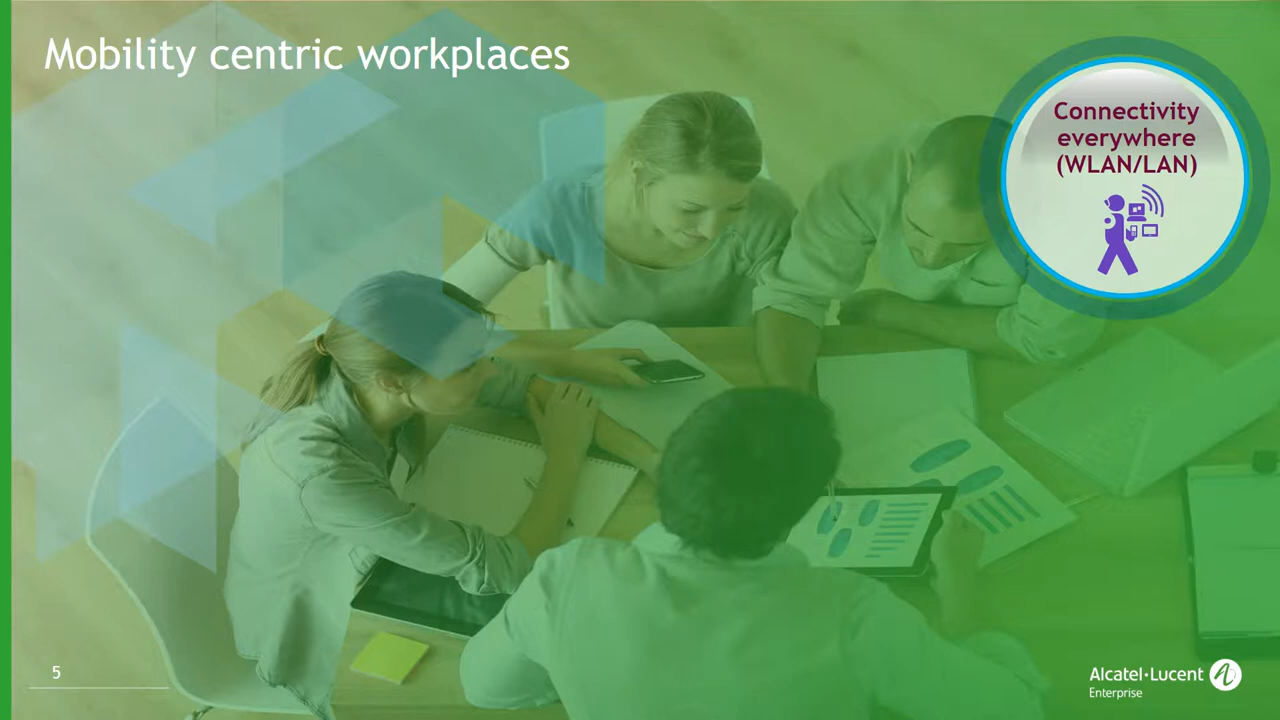 Mobility centric workplaces
Connectivity
everywhere
(WLAN/LAN)
5
Alcatel·Lucent
Enterprise